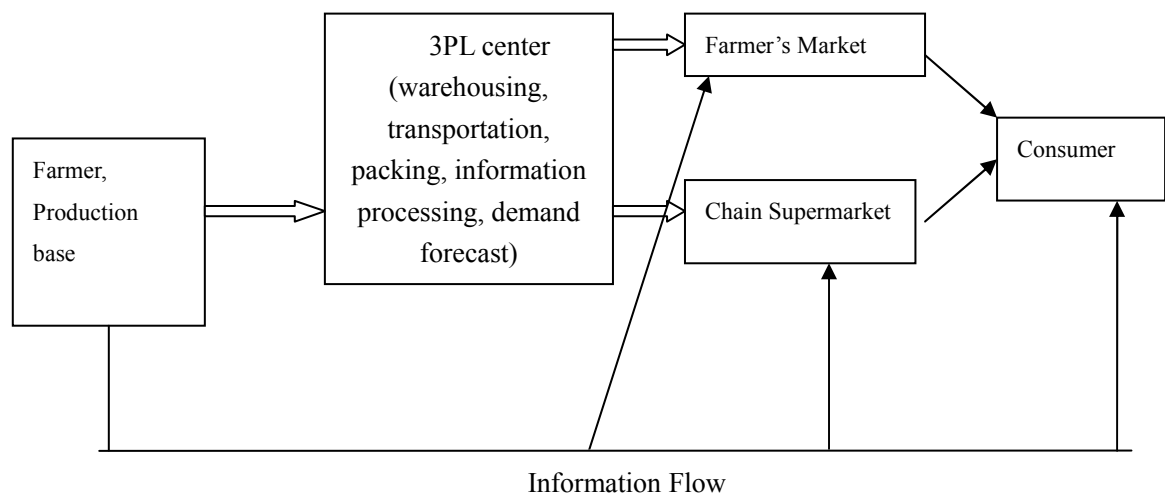 Farmer,
Production
base
3PL center
(warehousing,
transportation,
packing, information
processing, demand
forecast)
Farmer’s Market
Chain Supermarket
Consumer
Information Flow